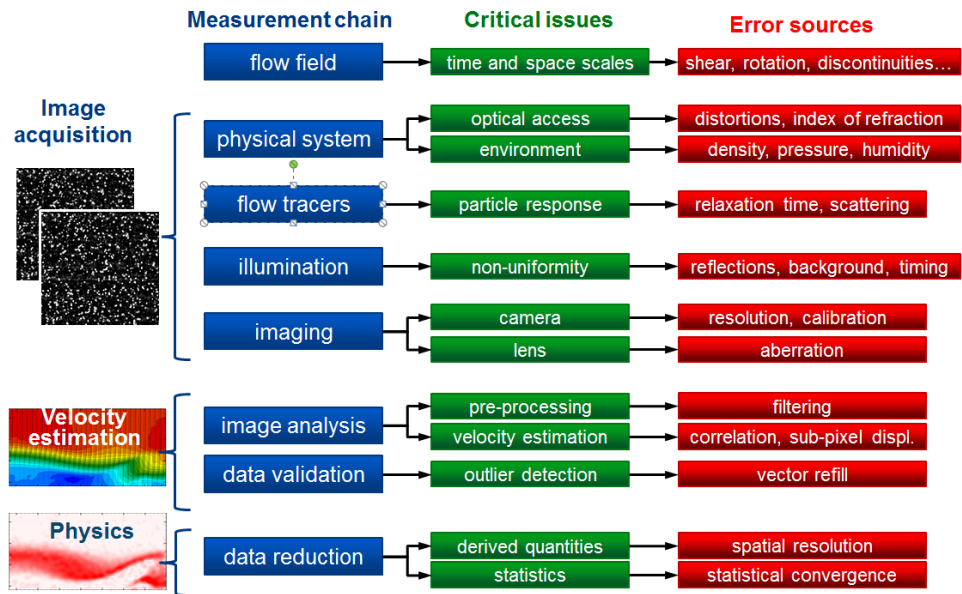 Measurement chain
Critical issues
Error sources
flow field
time and space scales
shear, rotation, discontinuities…
Image
acquisition
physical system
optical access
distortions, index of refraction
environment
density, pressure, humidity
flow tracers
particle response
relaxation time, scattering
illumination
non-uniformity
reflections, background, timing
imaging
camera
resolution, calibration
lens
aberration
Velocity
estimation
image analysis
pre-processing
filtering
velocity estimation
correlation, sub-pixel displ.
data validation
outlier detection
vector refill
Physics
data reduction
derived quantities
spatial resolution
statistics
statistical convergence